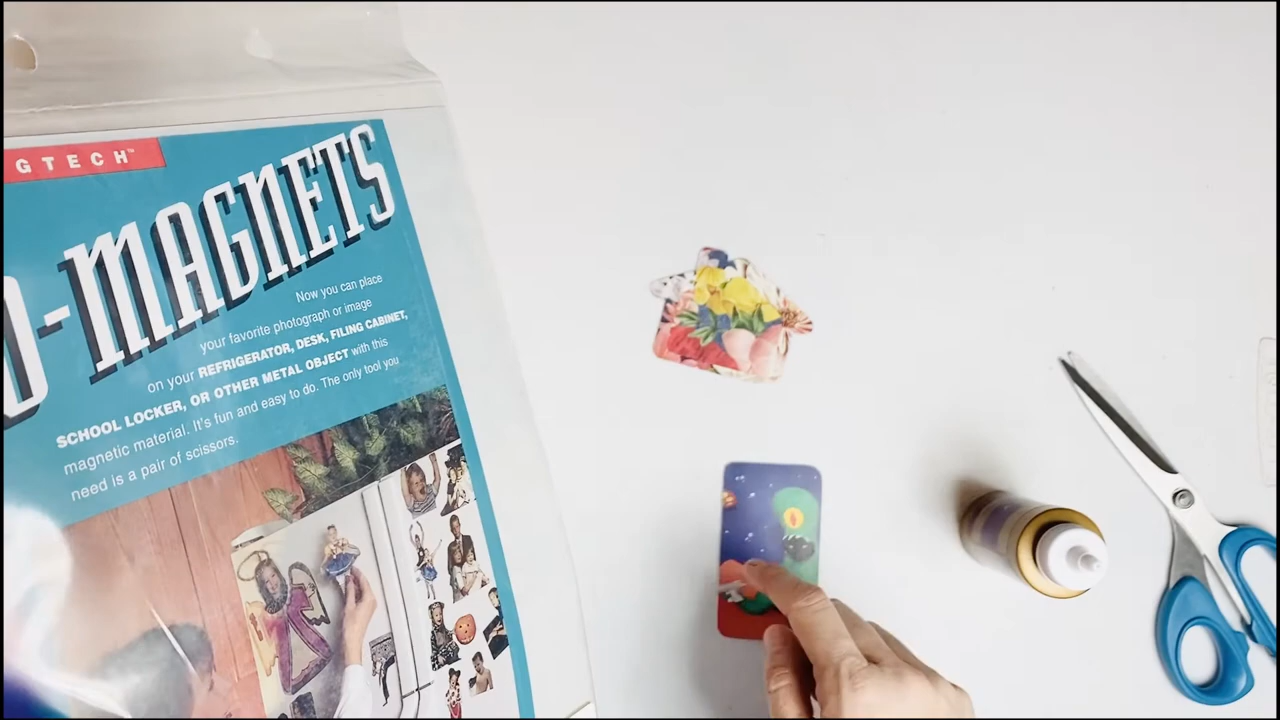 GTECH™
-MAGNETS
Now you can place
your favorite photograph or image
on your REFRIGERATOR, DESK, FILING CABINET,
SCHOOL LOCKER, OR OTHER METAL OBJECT with this
magnetic material. It's fun and easy to do. The only tool you
need is a pair of scissors.